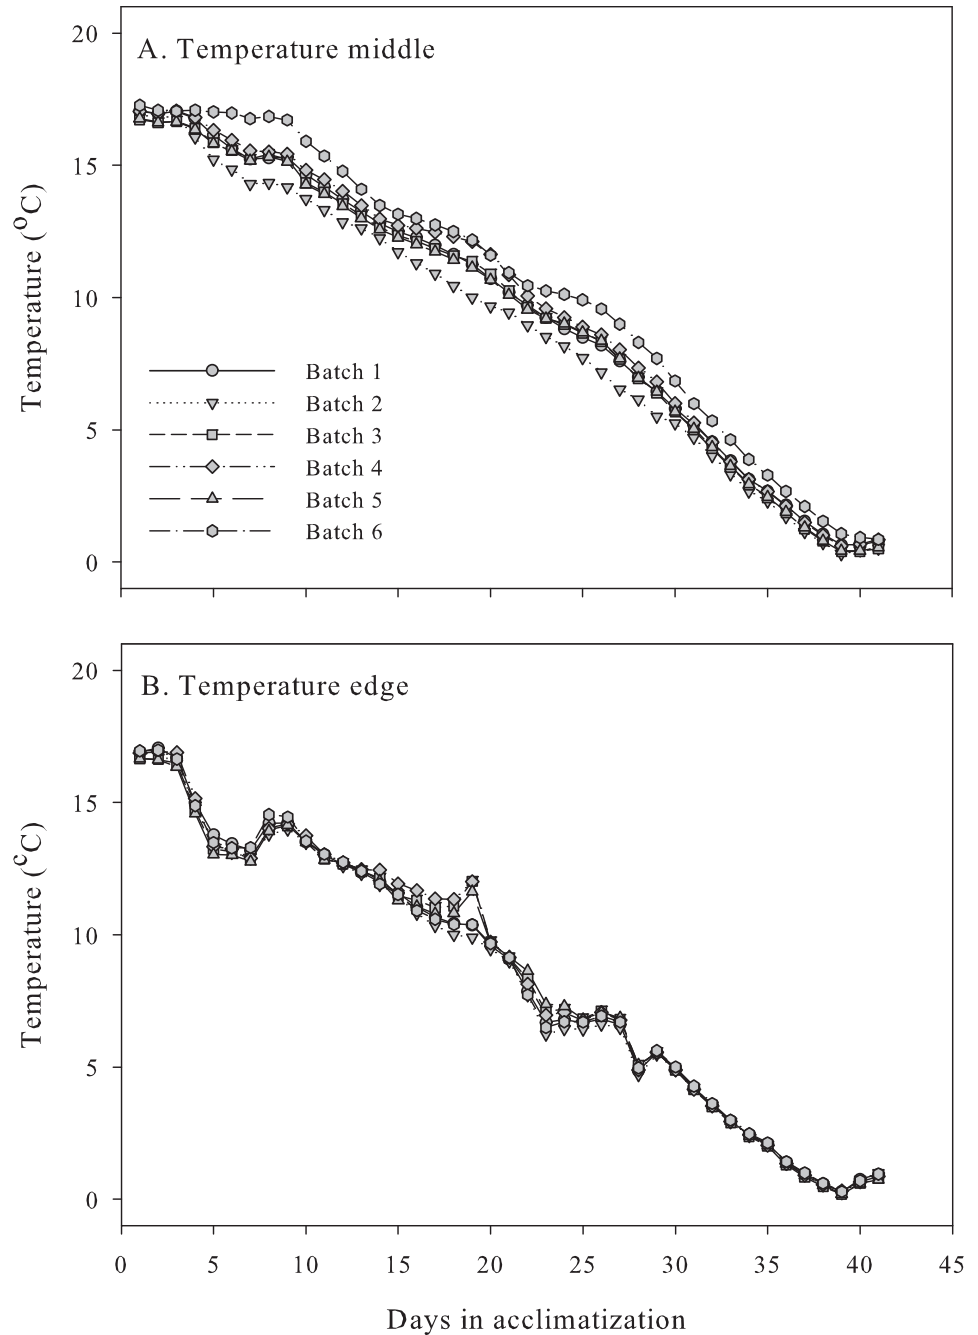 A. Temperature middle
20
15
10
5
0
Temperature (°C)
Batch 1
Batch 2
Batch 3
Batch 4
Batch 5
Batch 6
B. Temperature edge
20
15
10
5
0
Temperature (ᶜC)
0 5 10 15 20 25 30 35 40 45
Days in acclimatization